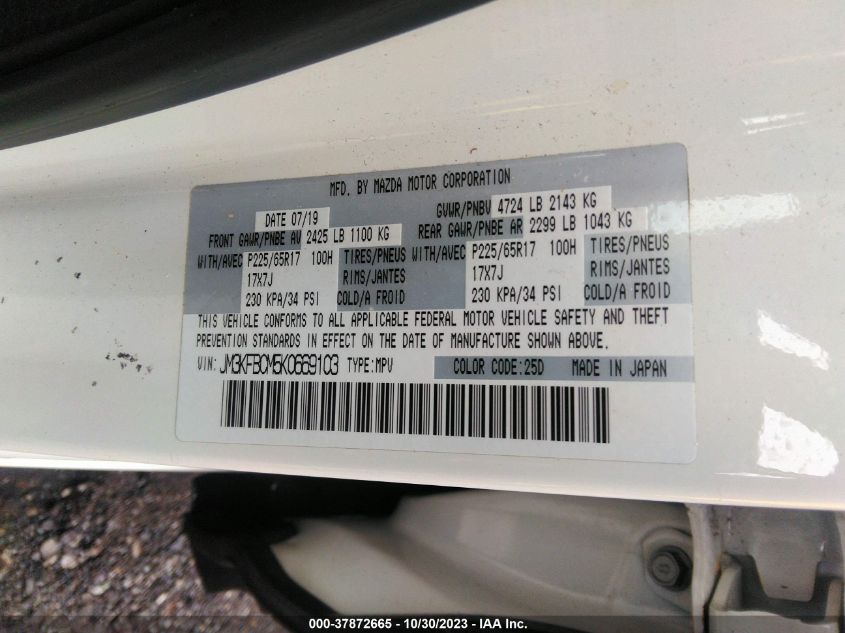 MFD. BY MAZDA MOTOR CORPORATION
DATE 07/19 GVWR/PNBV 4724 LB 2143 KG
FRONT GAWR/PNBE AV 2425 LB 1100 KG REAR GAWR/PNBE AR 2299 LB 1043 KG
WITH/AVEC P225/65R17 100H TIRES/PNEUS WITH/AVEC P225/65R17 100H TIRES/PNEUS
17X7J RIMS/JANTES 17X7J RIMS/JANTES
230 KPA/34 PSI COLD/A FROID 230 KPA/34 PSI COLD/A FROID
THIS VEHICLE CONFORMS TO ALL APPLICABLE FEDERAL MOTOR VEHICLE SAFETY AND THEFT
PREVENTION STANDARDS IN EFFECT ON THE DATE OF MANUFACTURE SHOWN ABOVE.
VIN: JM3KFBCM5K0669103 TYPE:MPV COLOR CODE:25D MADE IN JAPAN
000-37872665 - 10/30/2023 - IAA Inc.